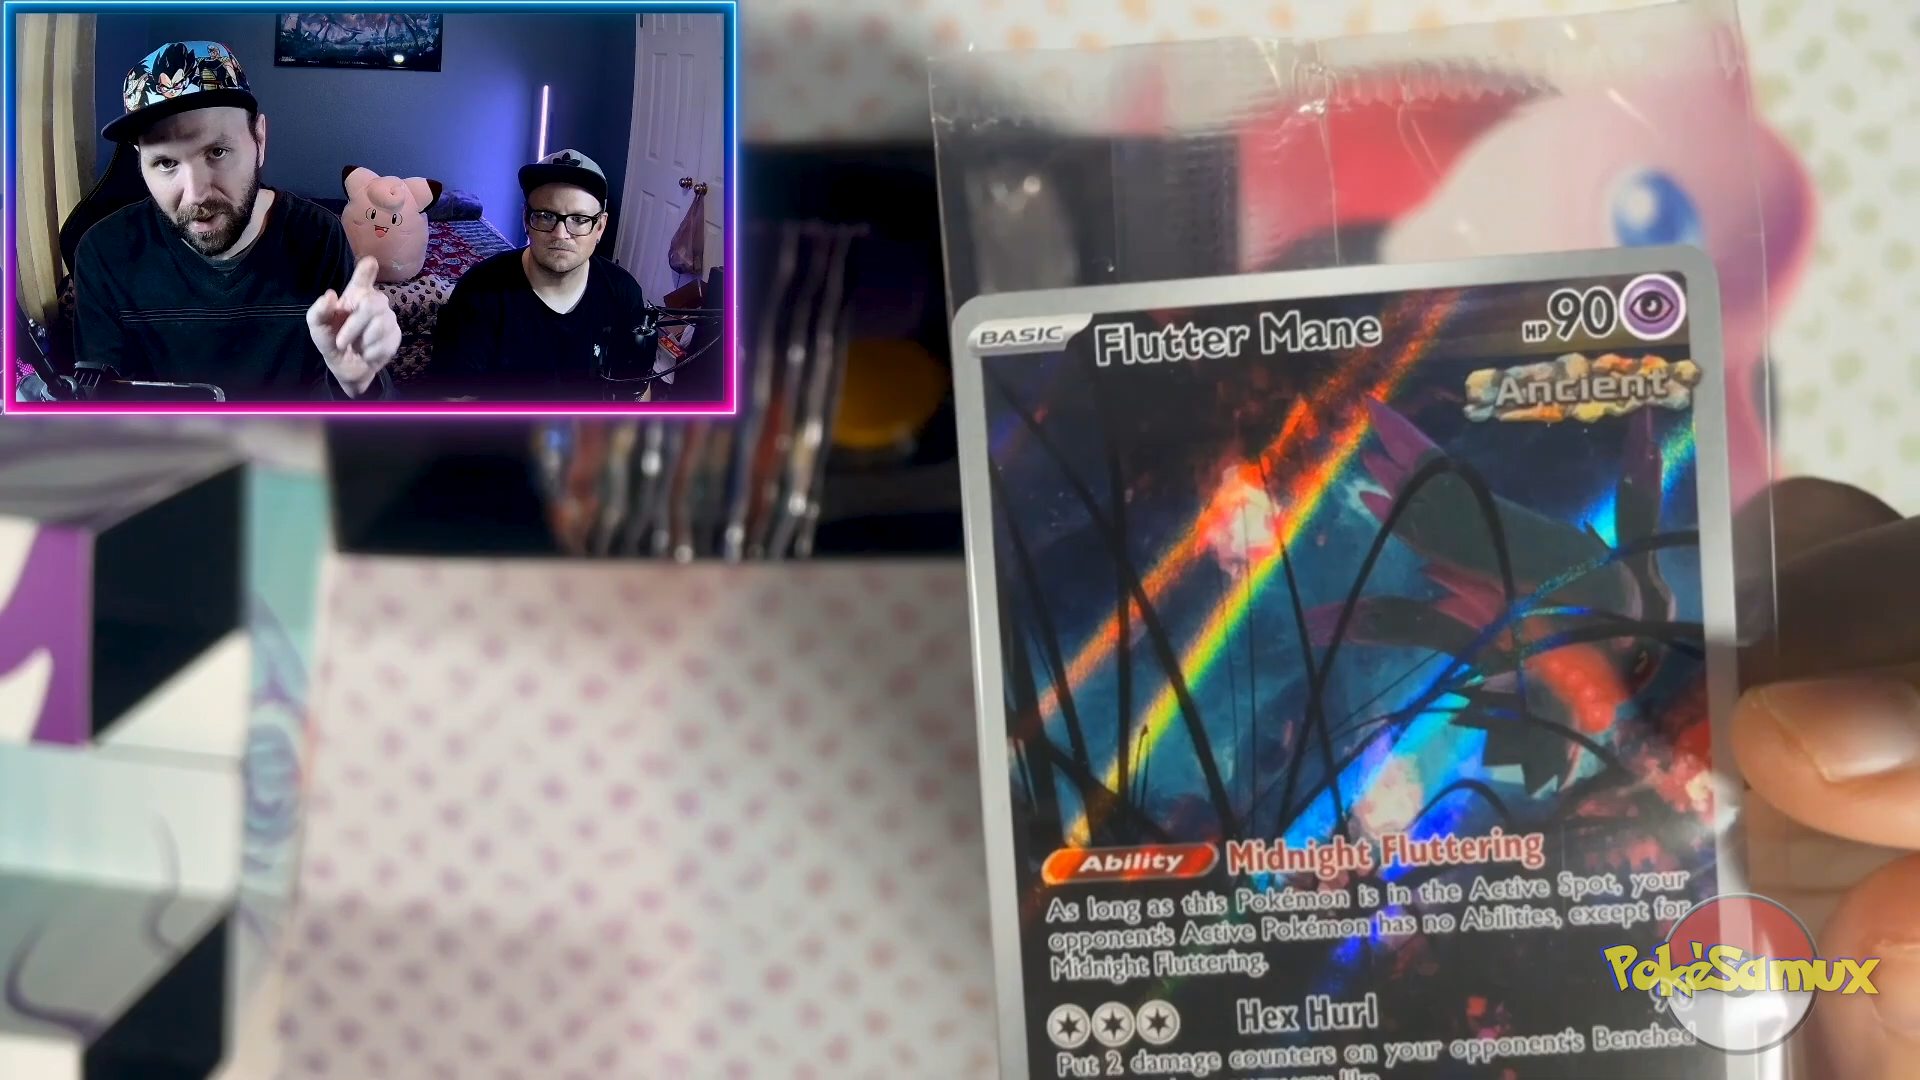 BASIC Flutter Mane HP 90
Ancient
Ability Midnight Fluttering
As long as this Pokémon is in the Active Spot, your
opponent's Active Pokémon has no Abilities, except for
Midnight Fluttering.
Hex Hurl 90
Put 2 damage counters on your opponent's Benched
like
PokéSamux